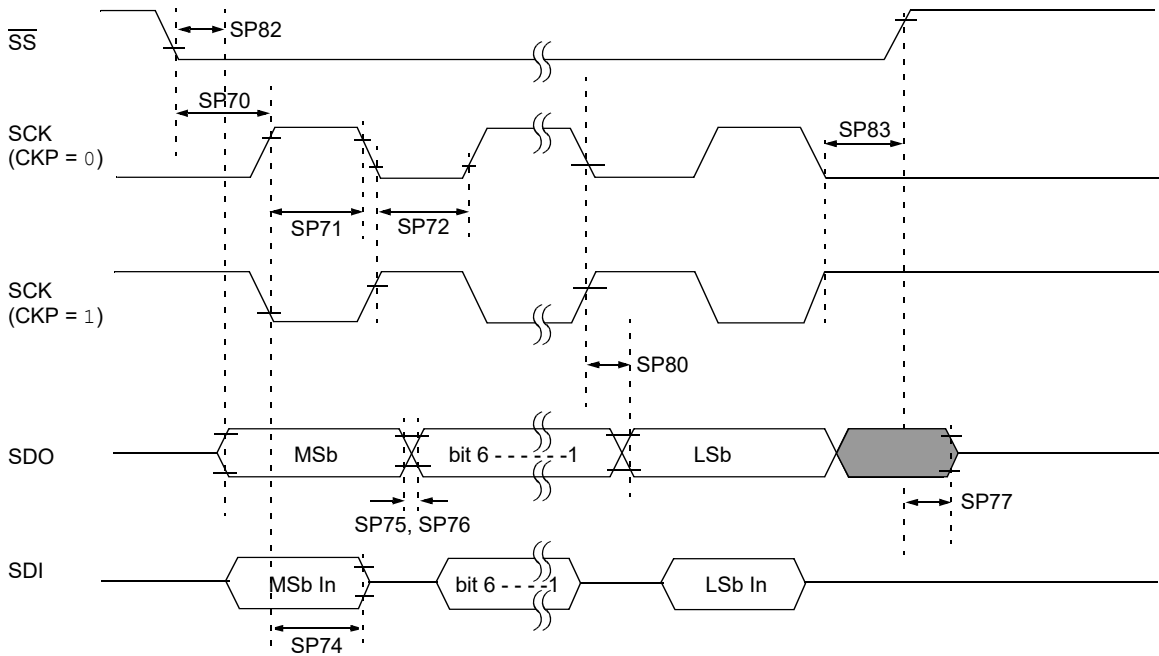 SS
SP82
SP70
SCK
(CKP = 0)
SP83
SP71
SP72
SCK
(CKP = 1)
SP80
SDO
MSb
bit 6 - - - - - -1
LSb
SP77
SP75, SP76
SDI
MSb In
bit 6 - - - - -1
LSb In
SP74